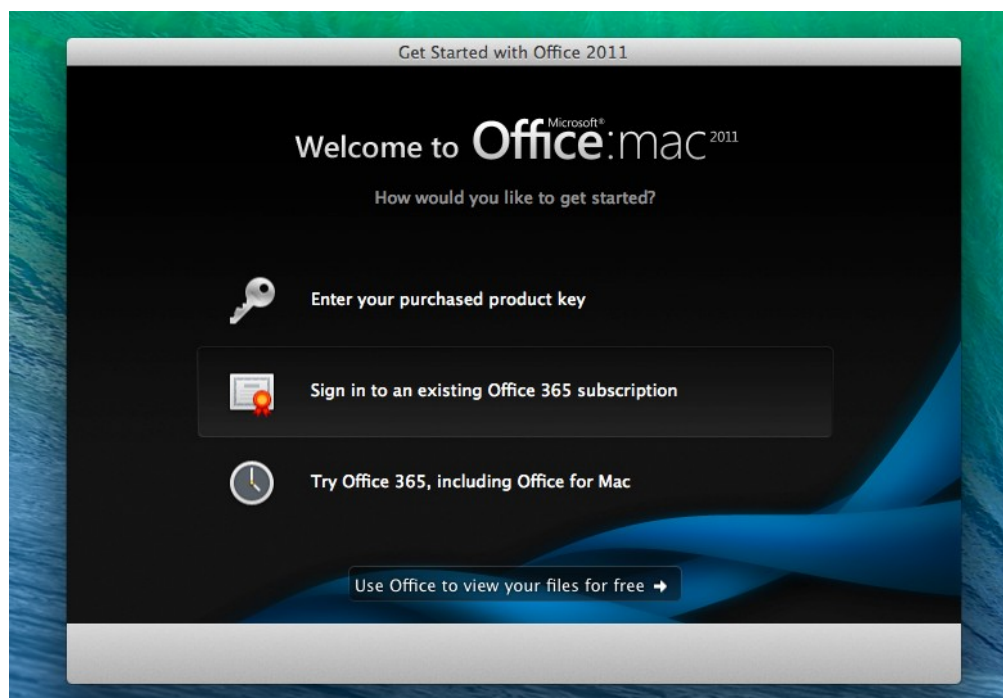 Get Started with Office 2011
Welcome to Microsoft® Office:mac 2011
How would you like to get started?
Enter your purchased product key
Sign in to an existing Office 365 subscription
Try Office 365, including Office for Mac
Use Office to view your files for free